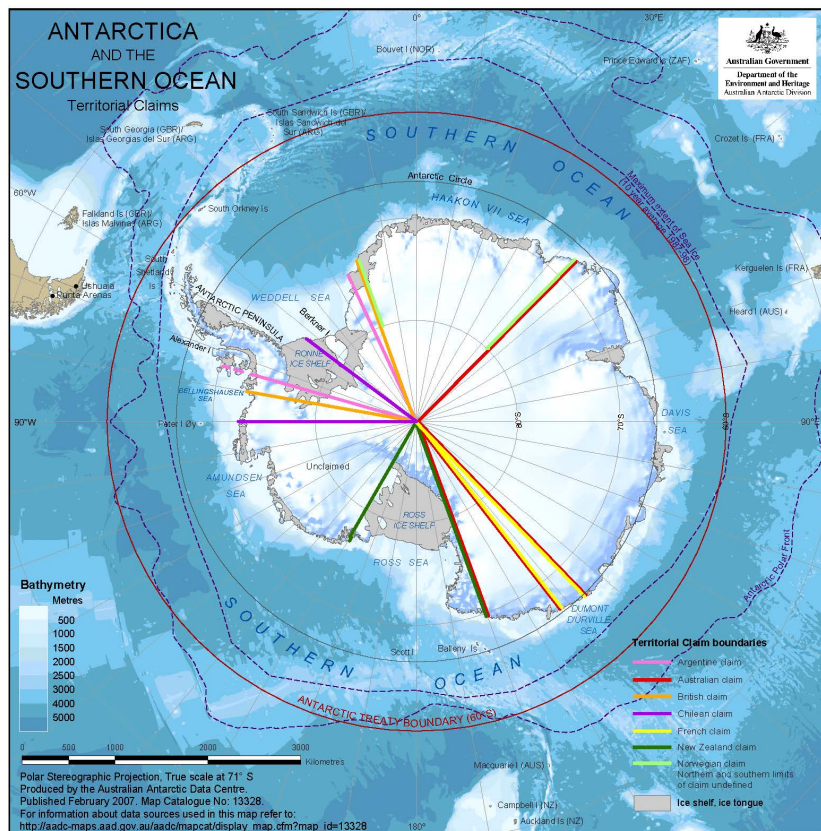 ANTARCTICA
AND THE
SOUTHERN OCEAN
Territorial Claims
0°
30°E
Bouvet I (NOR)
Prince Edward Is (ZAF)
Australian Government
Department of the
Environment and Heritage
Australian Antarctic Division
South Georgia (GBR)/
Islas Georgias del Sur (ARG)
South Sandwich Is (GBR)/
Islas Sandwich del
Sur (ARG)
SOUTHERN OCEAN
Crozet Is (FRA)
Maximum extent of Sea Ice
Antarctic Circle
HAAKON VII SEA
60°W
Falkland Is (GBR)/
Islas Malvinas (ARG)
South Orkney Is
South
Shetland
Is
Ushuaia
Punta Arenas
Kerguelen Is (FRA)
Heard I (AUS)
WEDDELL SEA
ANTARCTIC PENINSULA
Berkner I
Alexander I
RONNE
ICE SHELF
BELLINGSHAUSEN
SEA
90°W
Peter I Øy
80°S
70°S
60°S
90°E
DAVIS
SEA
AMUNDSEN
SEA
Unclaimed
ROSS
ICE SHELF
ROSS SEA
Antarctic Polar Front
Bathymetry
Metres
500
1000
1000
2000
3000
4000
5000
SOUTHERN OCEAN
Scott I
Balleny Is
DUMONT
D'URVILLE
SEA
ANTARCTIC TREATY BOUNDARY (60°S)
Territorial Claim boundaries
Argentine claim
Australian claim
British claim
Chilean claim
French claim
New Zealand claim
Norwegian claim
Northern and southern limits
of claim undefined
Ice shelf, ice tongue
0 500 1000 2000 3000
Kilometres
Macquarie I (AUS)
Campbell I (NZ)
Auckland Is (NZ)
180°
Polar Stereographic Projection, True scale at 71° S
Produced by the Australian Antarctic Data Centre.
Published February 2007. Map Catalogue No: 13328.
For information about data sources used in this map refer to:
http://aadc-maps.aad.gov.au/aadc/mapcat/display_map.cfm?map_id=13328